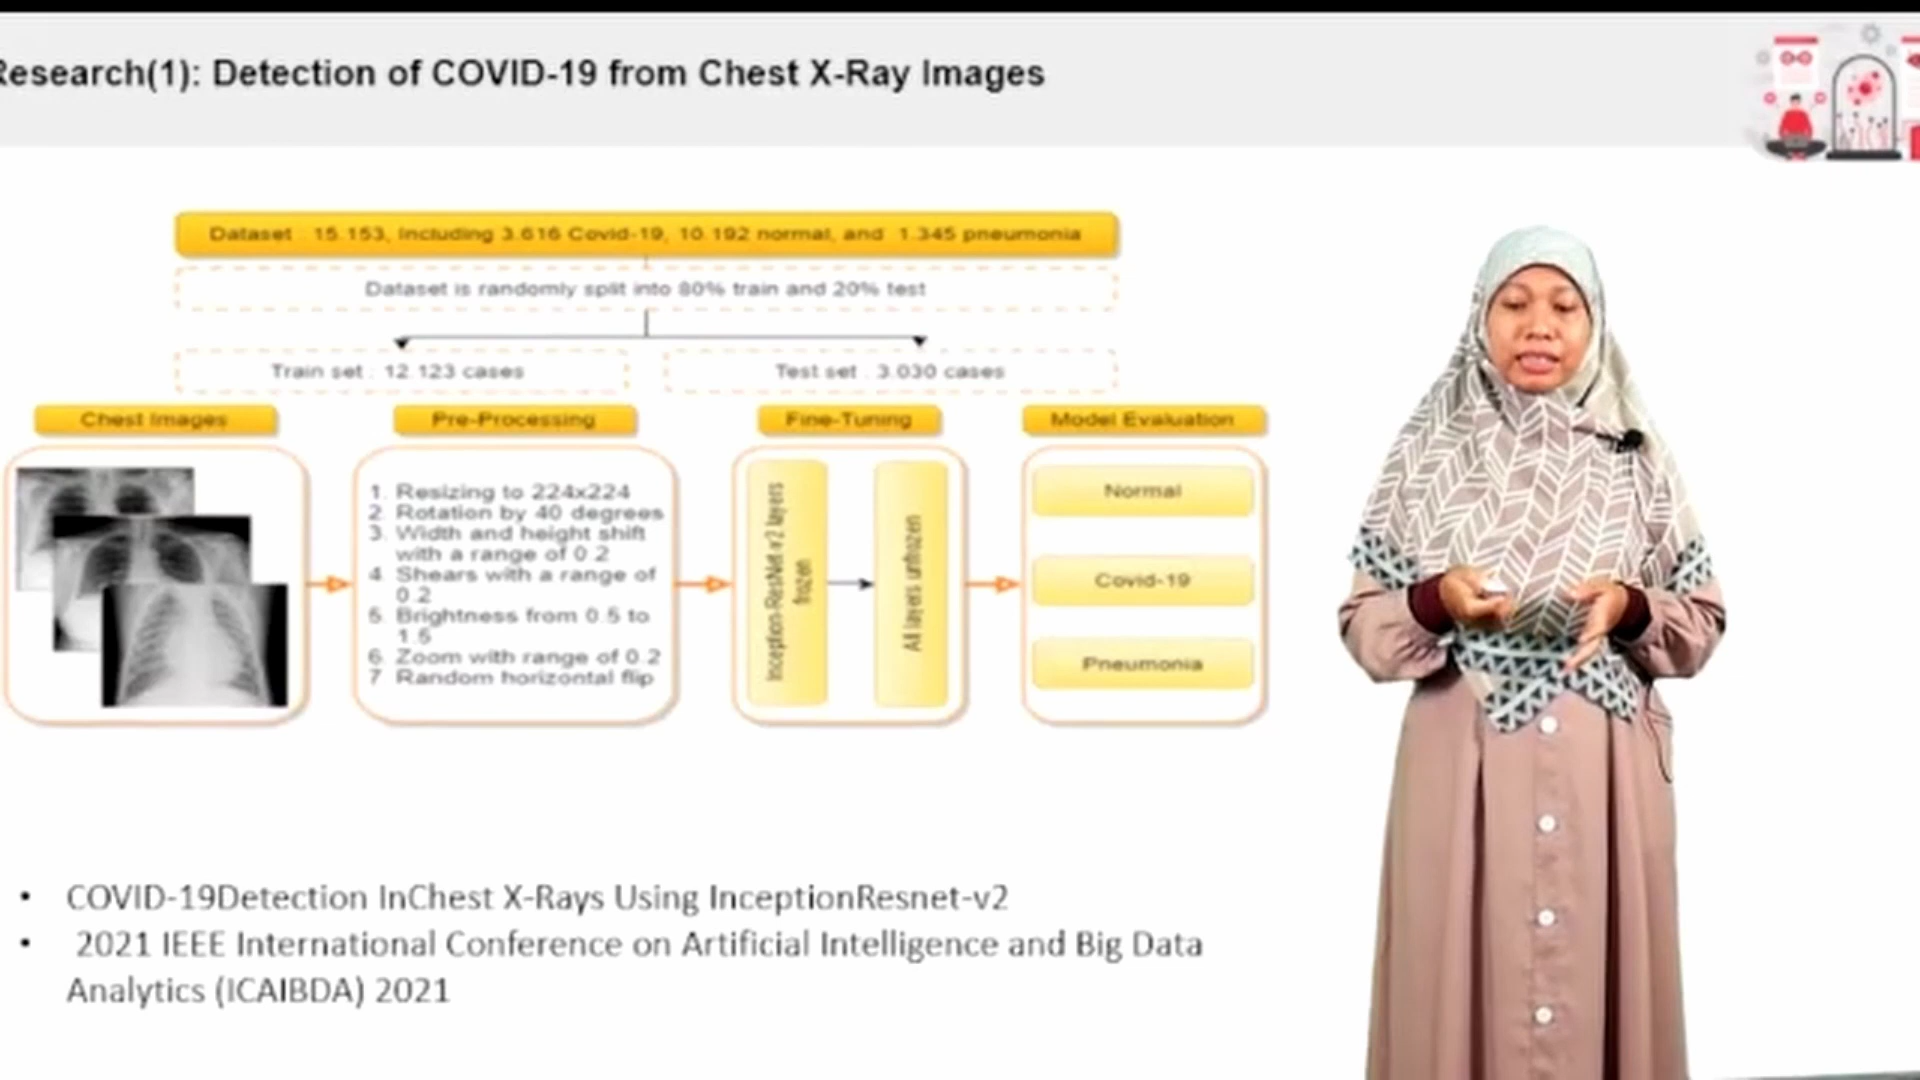 Research(1): Detection of COVID-19 from Chest X-Ray Images
Dataset : 15.153, Including 3.616 Covid-19, 10.192 normal, and 1.345 pneumonia
Dataset is randomly split into 80% train and 20% test
Train set : 12.123 cases
Test set : 3.030 cases
Chest Images
Pre-Processing
1. Resizing to 224x224
2. Rotation by 40 degrees
3. Width and height shift
with a range of 0.2
4. Shears with a range of
0.2
5. Brightness from 0.5 to
1.5
6. Zoom with range of 0.2
7. Random horizontal flip
Fine-Tuning
Inception-ResNet-v2 layers
frozen
All layers unfrozen
Model Evaluation
Normal
Covid-19
Pneumonia
• COVID-19Detection InChest X-Rays Using InceptionResnet-v2
• 2021 IEEE International Conference on Artificial Intelligence and Big Data
Analytics (ICAIBDA) 2021